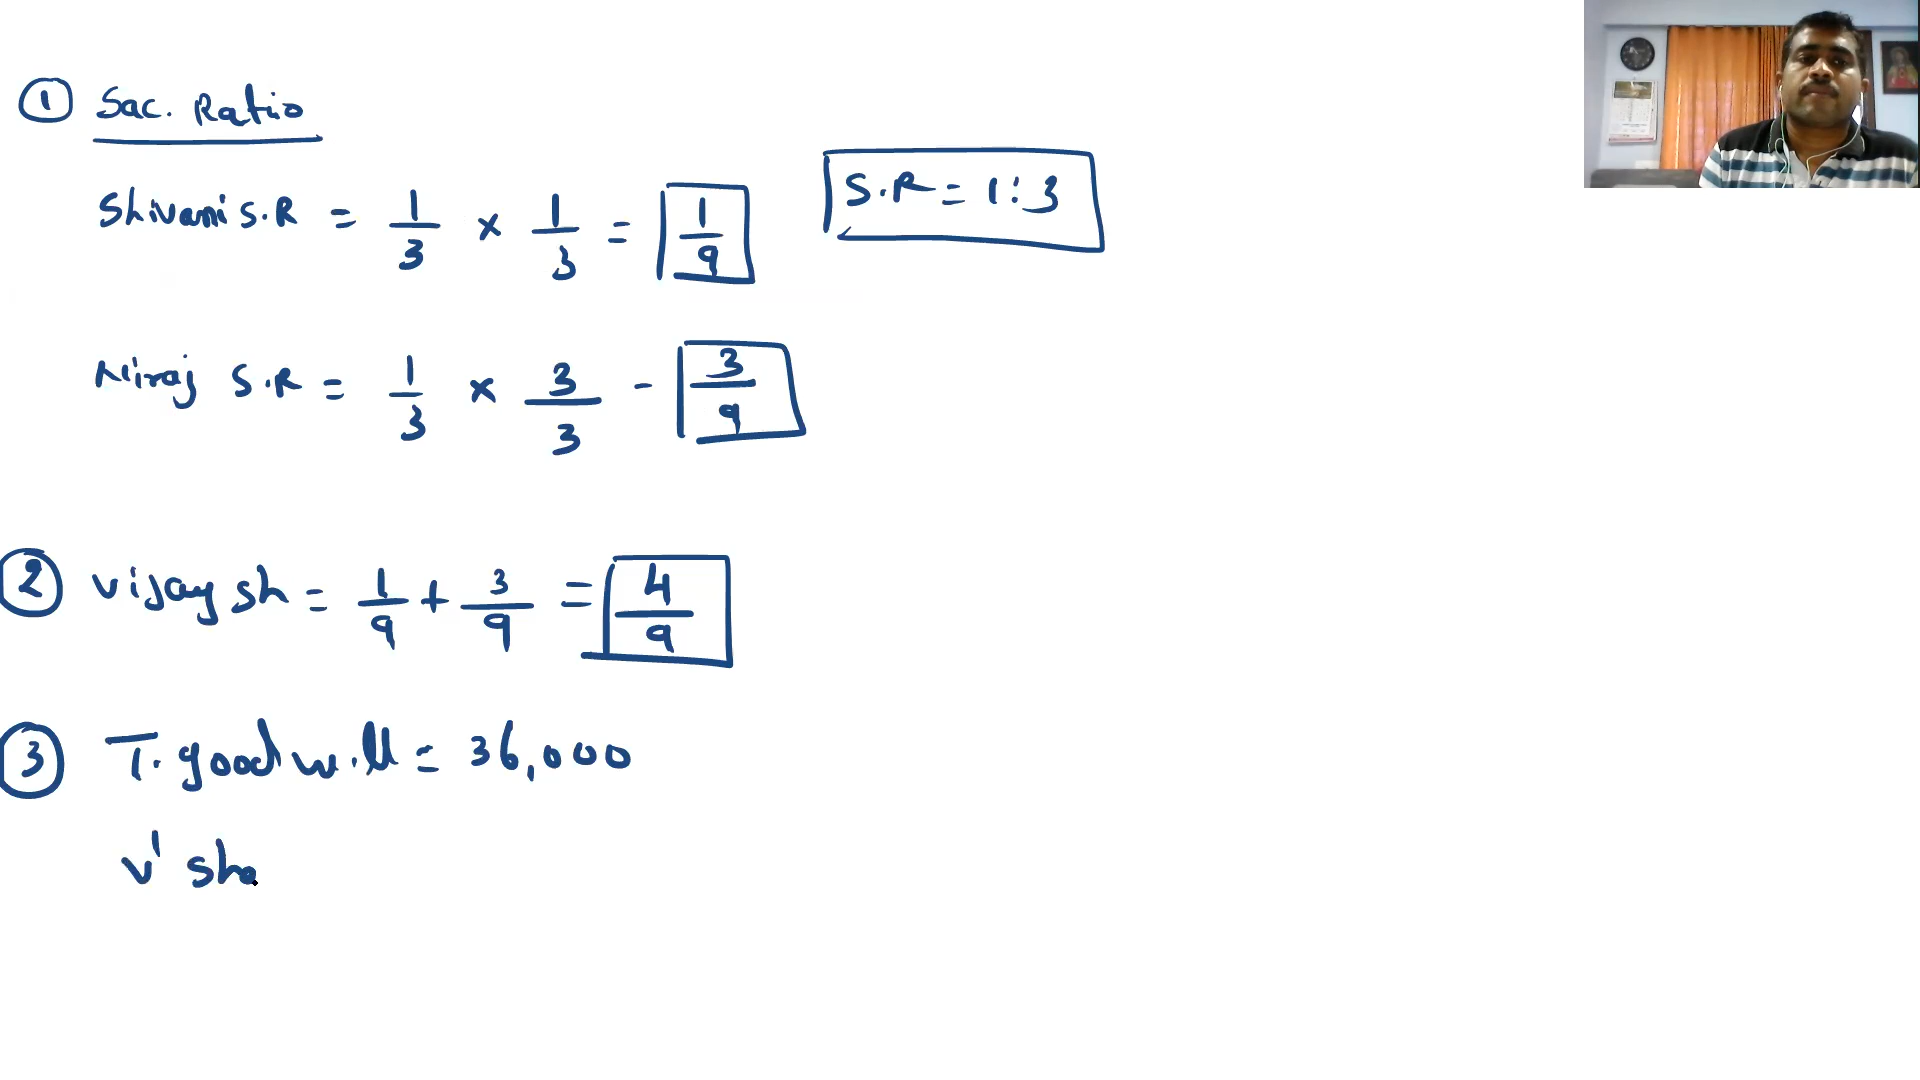 ① Sac. Ratio
Shivani S.R = 1/3 × 1/3 = 1/9
S.R = 1:3
Niraj S.R = 1/3 × 3/3 - 3/9
② Vijay sh = 1/9 + 3/9 = 4/9
③ T. goodwill = 36,000
V' sha